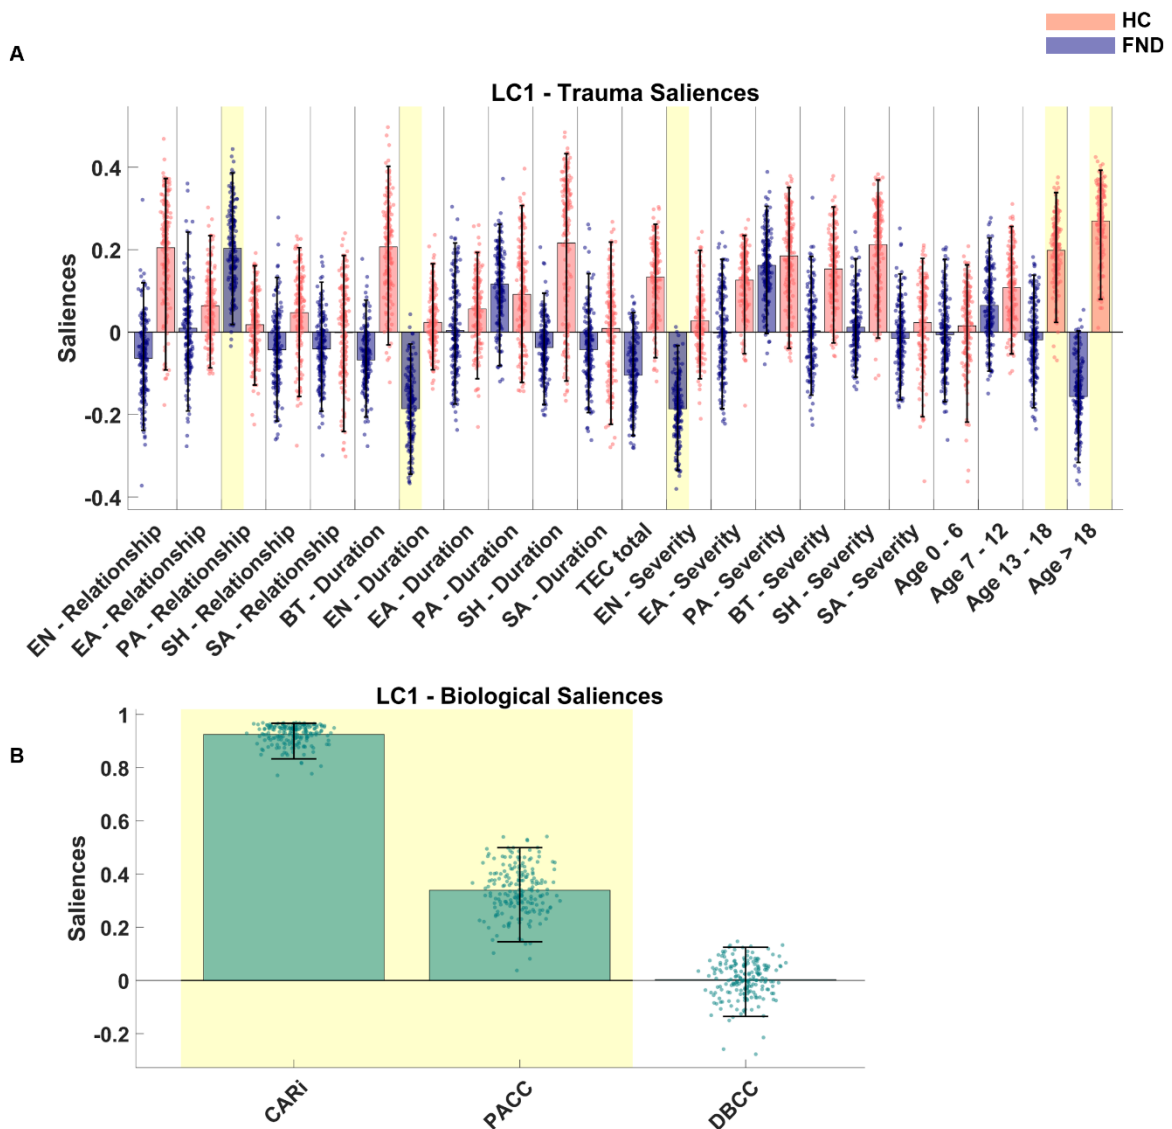 HC
FND
A
LC1 - Trauma Saliences
Saliences
0.4
0.2
0
-0.2
-0.4
EN - Relationship
EA - Relationship
PA - Relationship
SH - Relationship
SA - Relationship
BT - Duration
EN - Duration
EA - Duration
PA - Duration
SH - Duration
SA - Duration
TEC total
EN - Severity
EA - Severity
PA - Severity
BT - Severity
SH - Severity
SA - Severity
Age 0 - 6
Age 7 - 12
Age 13 - 18
Age > 18
LC1 - Biological Saliences
B
Saliences
1
0.8
0.6
0.4
0.2
0
-0.2
CARi
PACC
DBCC